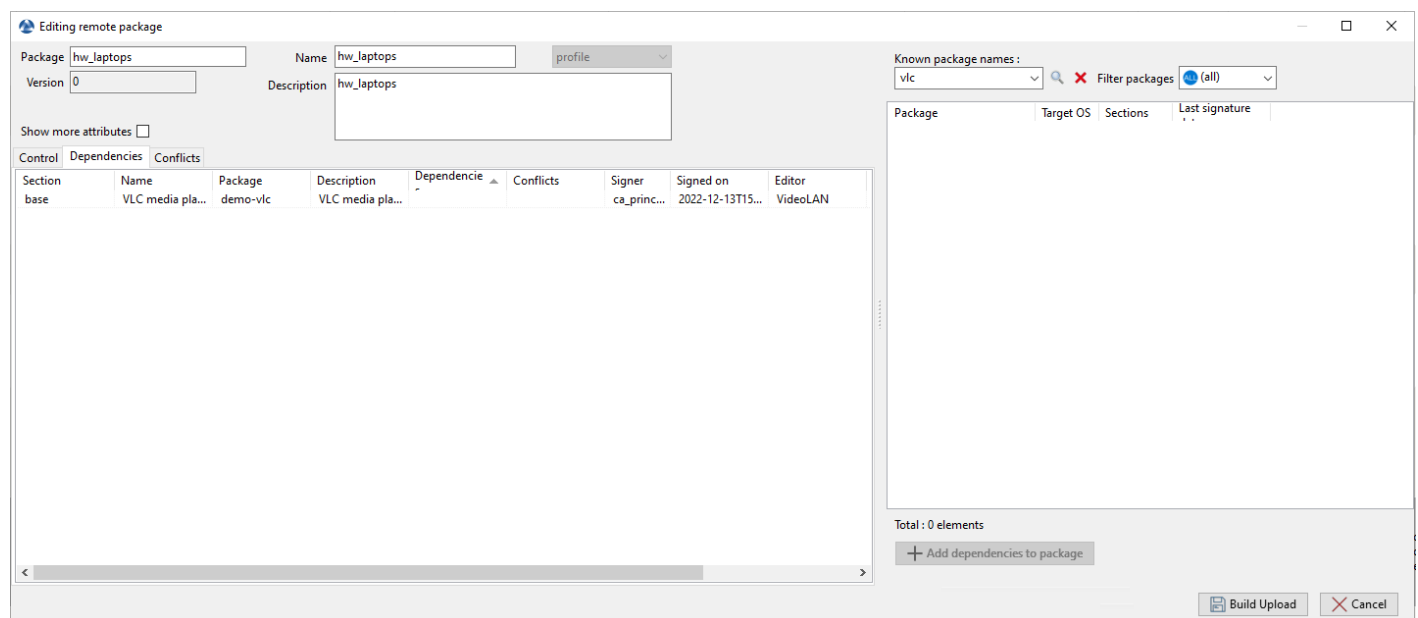 Editing remote package
Package hw_laptops Name hw_laptops profile
Version 0 Description hw_laptops
Show more attributes
Control Dependencies Conflicts
Section Name Package Description Dependencie Conflicts Signer Signed on Editor
base VLC media pla... demo-vlc VLC media pla... ca_princ... 2022-12-13T15... VideoLAN
Known package names :
vlc Filter packages ALL (all)
Package Target OS Sections Last signature
Total : 0 elements
Add dependencies to package
Build Upload Cancel